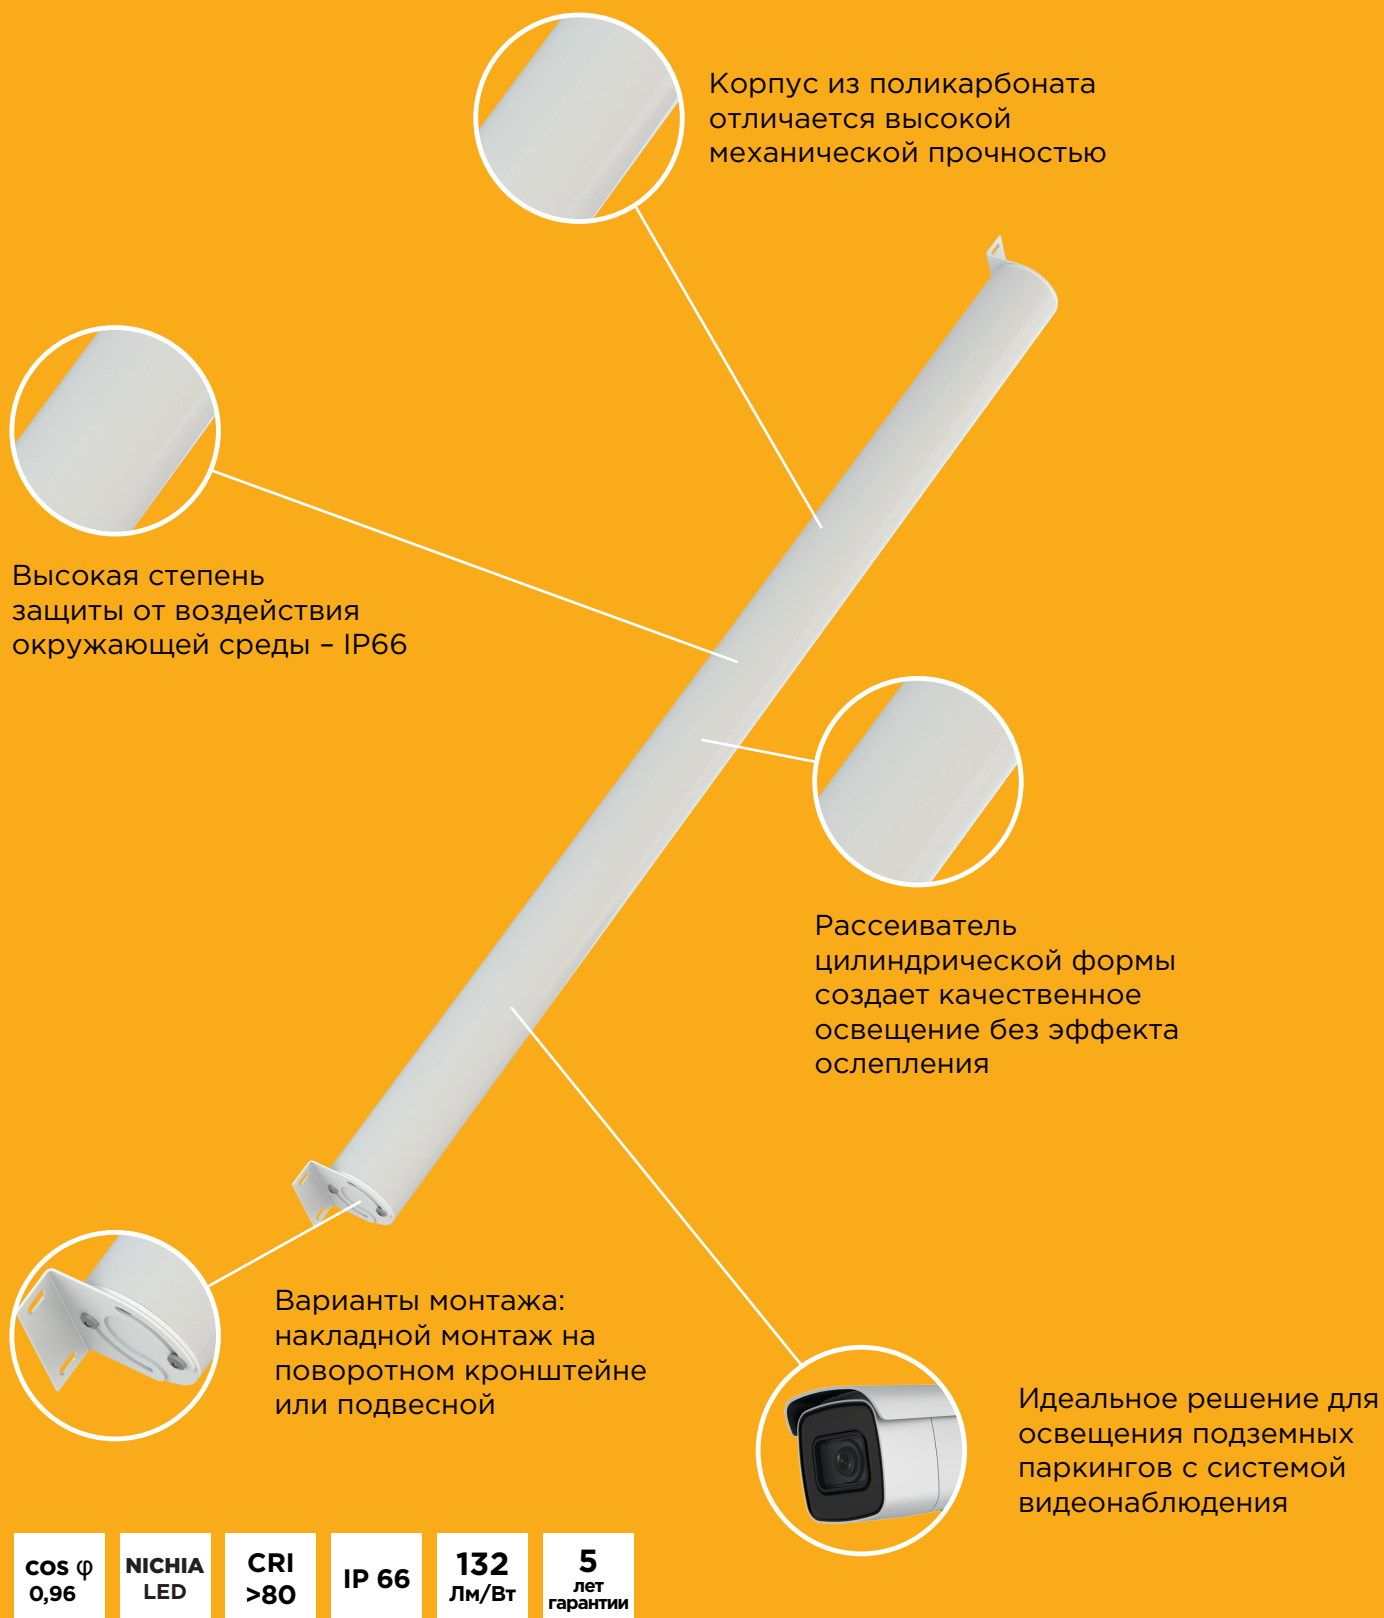 Корпус из поликарбоната
отличается высокой
механической прочностью
Высокая степень
защиты от воздействия
окружающей среды – IP66
Рассеиватель
цилиндрической формы
создает качественное
освещение без эффекта
ослепления
Варианты монтажа:
накладной монтаж на
поворотном кронштейне
или подвесной
Идеальное решение для
освещения подземных
паркингов с системой
видеонаблюдения
cos φ
0,96
NICHIA
LED
CRI
>80
IP 66
132
Лм/Вт
5
лет
гарантии